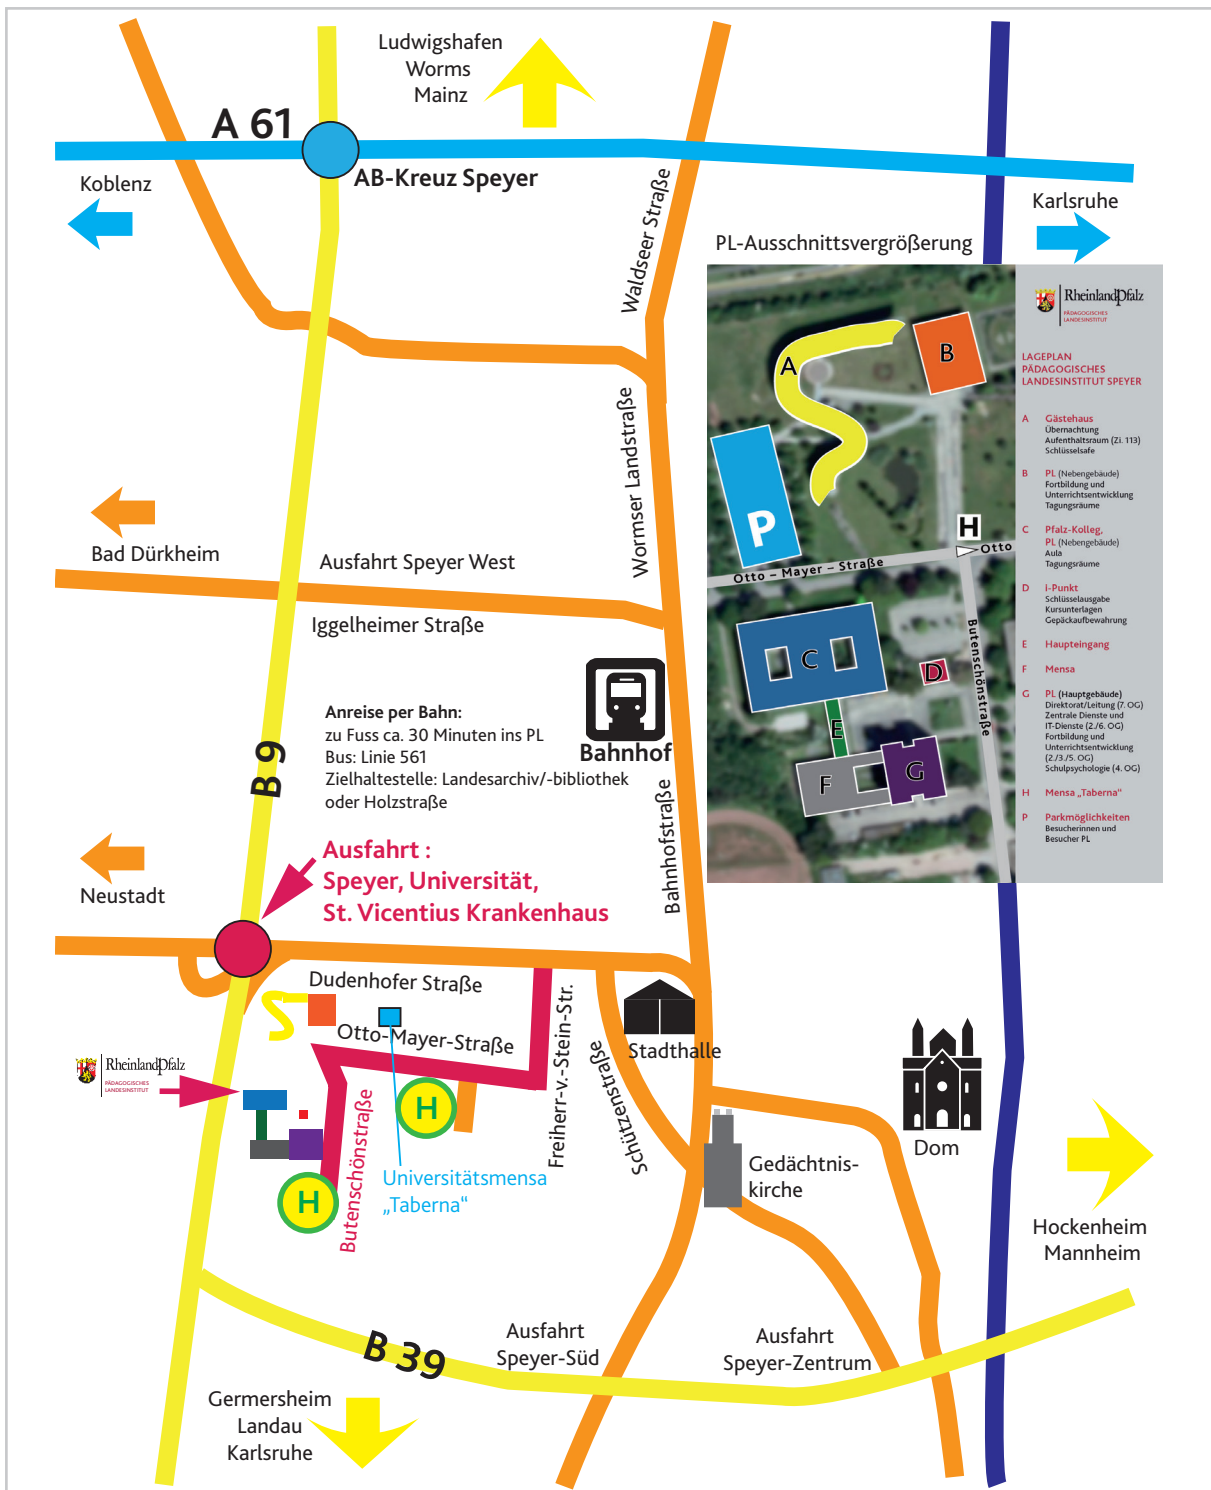 Ludwigshafen
Worms
Mainz
A 61
AB-Kreuz Speyer
Koblenz
Karlsruhe
Waldseer Straße
PL-Ausschnittsvergrößerung
RheinlandPfalz
PÄDAGOGISCHES
LANDESINSTITUT
LAGEPLAN
PÄDAGOGISCHES
LANDESINSTITUT SPEYER
A Gästehaus
Übernachtung
Aufenthaltsraum (Zi. 113)
Schlüsselsafe
B PL (Nebengebäude)
Fortbildung und
Unterrichtsentwicklung
Tagungsräume
C Pfalz-Kolleg,
PL (Nebengebäude)
Aula
Tagungsräume
D i-Punkt
Schlüsselausgabe
Kursunterlagen
Gepäckaufbewahrung
E Haupteingang
F Mensa
G PL (Hauptgebäude)
Direktorat/Leitung (7. OG)
Zentrale Dienste und
IT-Dienste (2./6. OG)
Fortbildung und
Unterrichtsentwicklung
(2./3./5. OG)
Schulpsychologie (4. OG)
H Mensa „Taberna“
P Parkmöglichkeiten
Besucherinnen und
Besucher PL
A
B
P
H
Otto
Otto – Mayer – Straße
Butenschönstraße
C
D
E
F
G
Wormser Landstraße
Bad Dürkheim
Ausfahrt Speyer West
Iggelheimer Straße
Bahnhof
Anreise per Bahn:
zu Fuss ca. 30 Minuten ins PL
Bus: Linie 561
Zielhaltestelle: Landesarchiv/-bibliothek
oder Holzstraße
B 9
Bahnhofstraße
Neustadt
Ausfahrt :
Speyer, Universität,
St. Vicentius Krankenhaus
Dudenhofer Straße
Otto-Mayer-Straße
Freiherr-v.-Stein-Str.
Schützenstraße
Stadthalle
RheinlandPfalz
PÄDAGOGISCHES
LANDESINSTITUT
H
H
Butenschönstraße
Universitätsmensa
„Taberna“
Gedächtnis-
kirche
Dom
Hockenheim
Mannheim
B 39
Ausfahrt
Speyer-Süd
Ausfahrt
Speyer-Zentrum
Germersheim
Landau
Karlsruhe